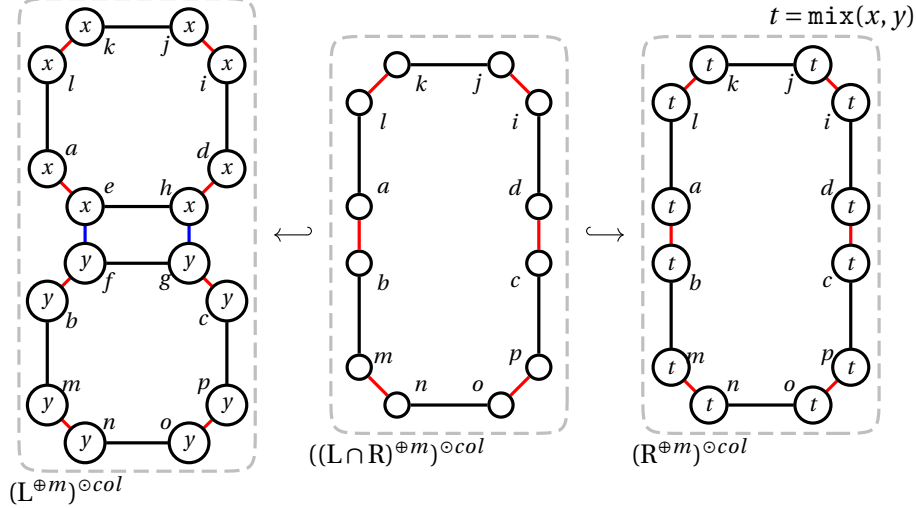 t = mix(x, y)
x x
k j
x x
l i
x a d x
e h
x x
y y
f g
y b c y
y m p y
n o
y y
(L^{⊕m})^{⊙col}
↩
k j
l i
a d
b c
m p
n o
((L ∩ R)^{⊕m})^{⊙col}
↪
t t
k j
t t
l i
a d
t t
t t
b c
m p
t t
n o
t t
(R^{⊕m})^{⊙col}